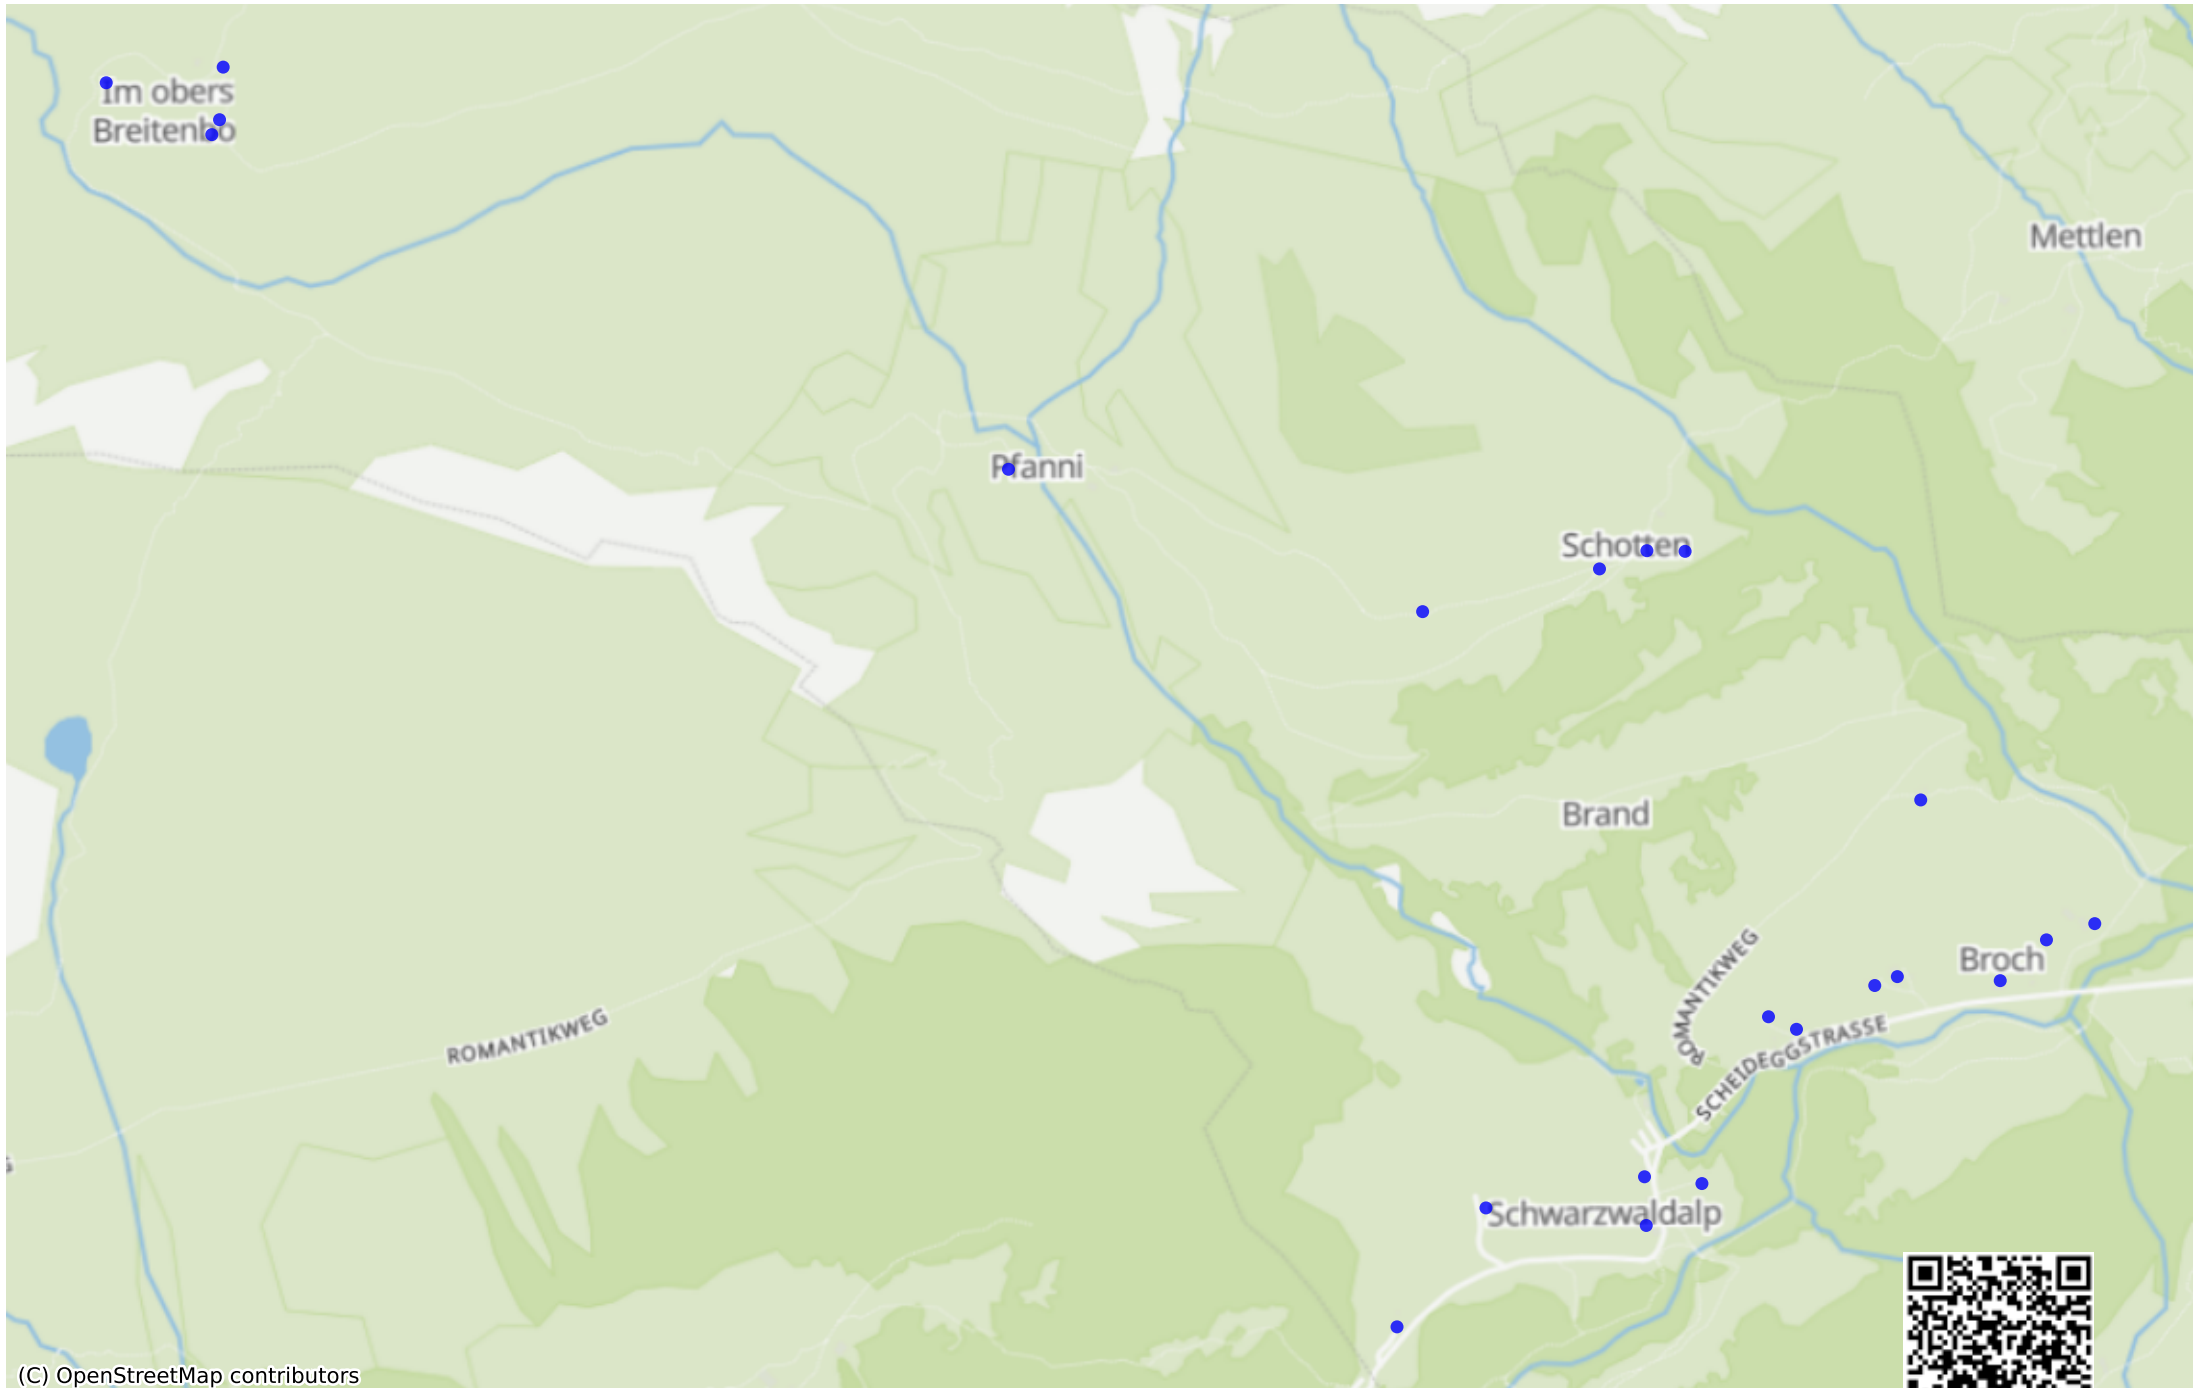 Im obers
Breitenbo
Mettlen
Pfanni
Schotten
Brand
ROMANTIKWEG
Broch
ROMANTIKWEG
SCHEIDEGGSTRASSE
Schwarzwaldalp
(C) OpenStreetMap contributors